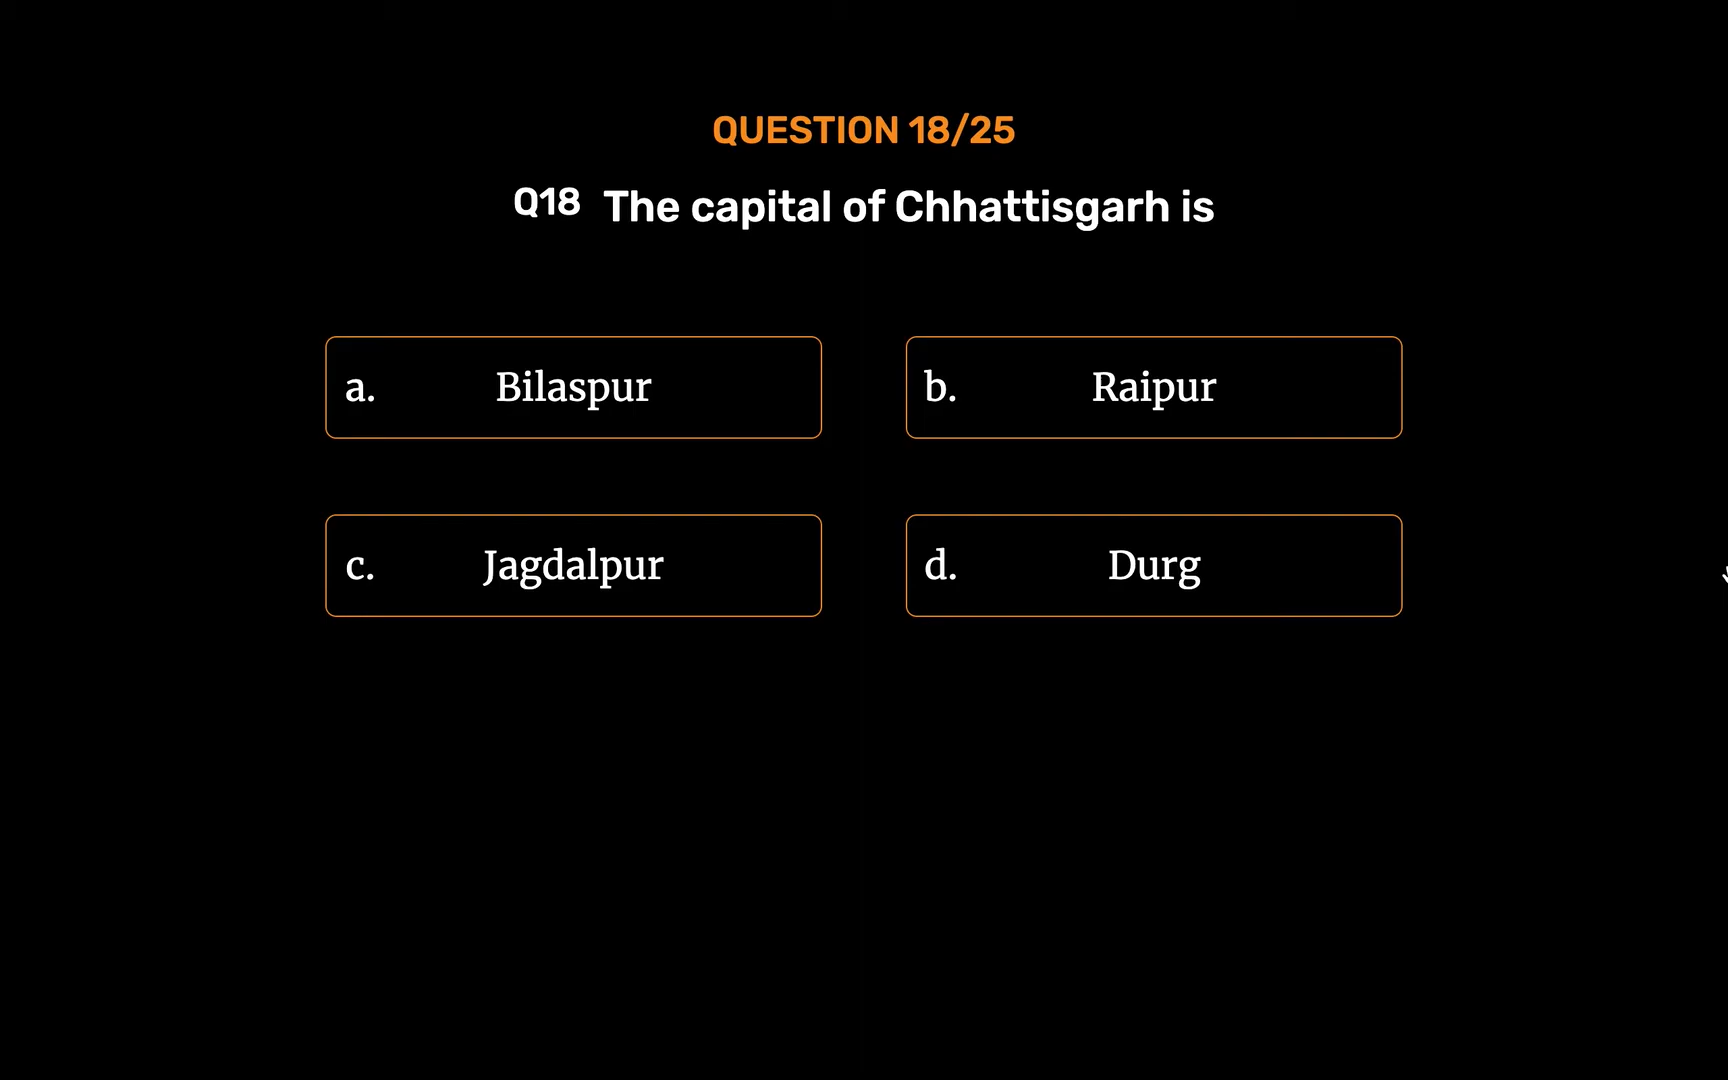 QUESTION 18/25
Q18 The capital of Chhattisgarh is
a. Bilaspur
b. Raipur
c. Jagdalpur
d. Durg